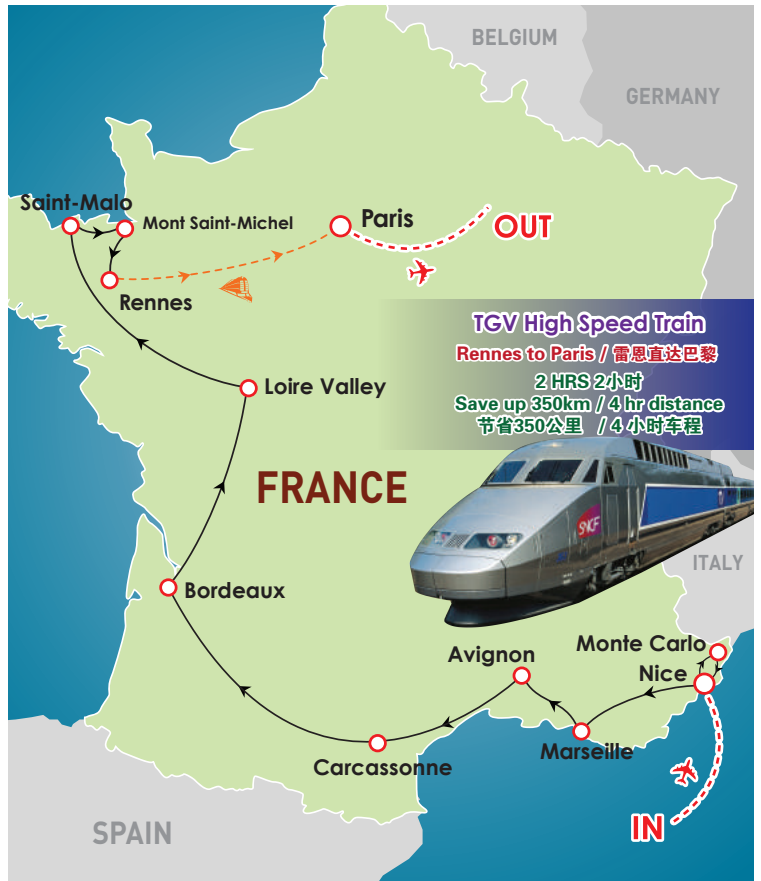 BELGIUM
GERMANY
Saint-Malo
Mont Saint-Michel
Paris
OUT
Rennes
TGV High Speed Train
Rennes to Paris / 雷恩直达巴黎
2 HRS 2小时
Save up 350km / 4 hr distance
节省350公里 / 4 小时车程
Loire Valley
FRANCE
SNCF
ITALY
Bordeaux
Monte Carlo
Avignon
Nice
Marseille
Carcassonne
IN
SPAIN